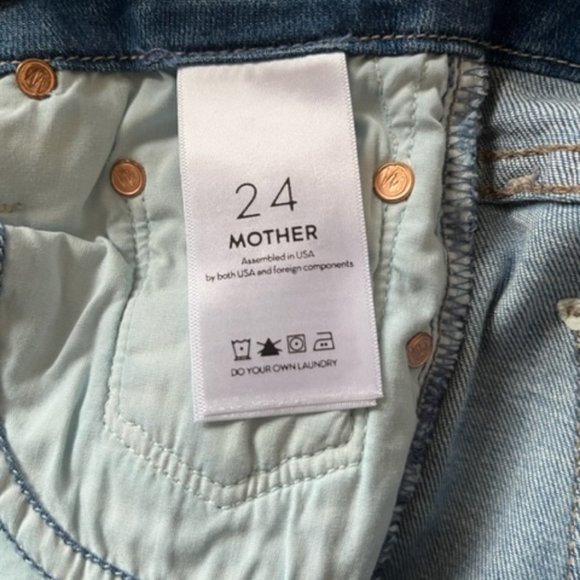 24
MOTHER
Assembled in USA
by both USA and foreign components
DO YOUR OWN LAUNDRY